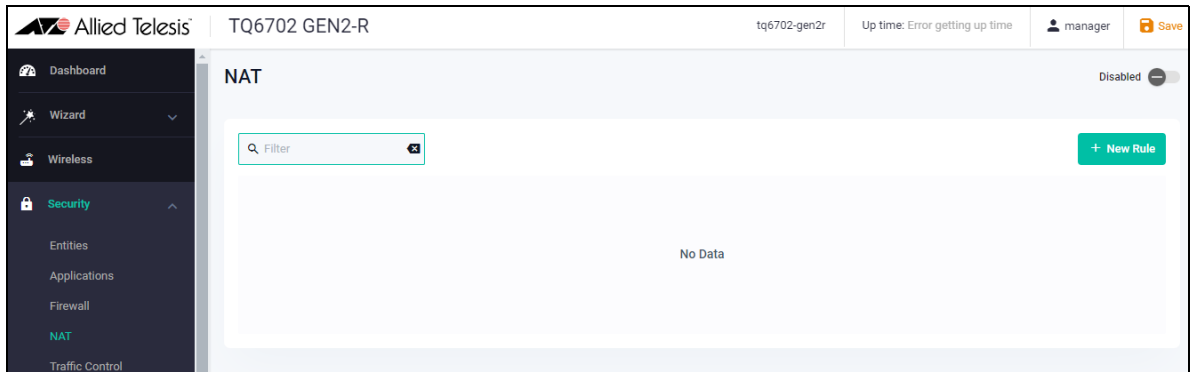 Allied Telesis TQ6702 GEN2-R tq6702-gen2r Up time: Error getting up time manager Save
Dashboard
NAT
Disabled
Wizard
Filter
+ New Rule
Wireless
Security
Entities
No Data
Applications
Firewall
NAT
Traffic Control